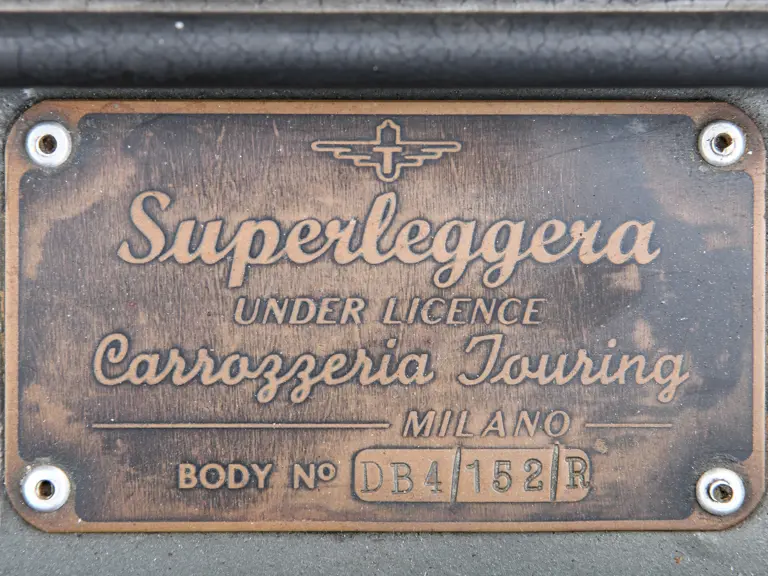 T
Superleggera
UNDER LICENCE
Carrozzeria Touring
MILANO
BODY Nº DB4/152/R